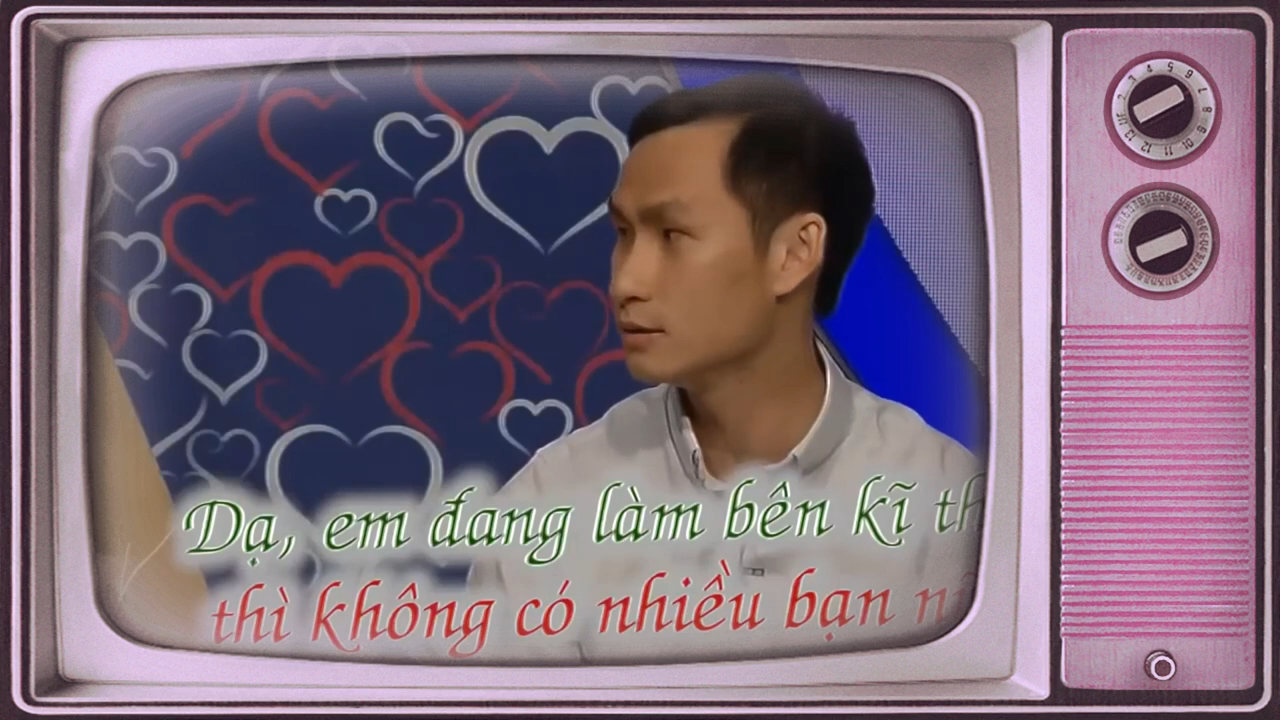 Dạ, em đang làm bên kĩ
thì không có nhiều bạn